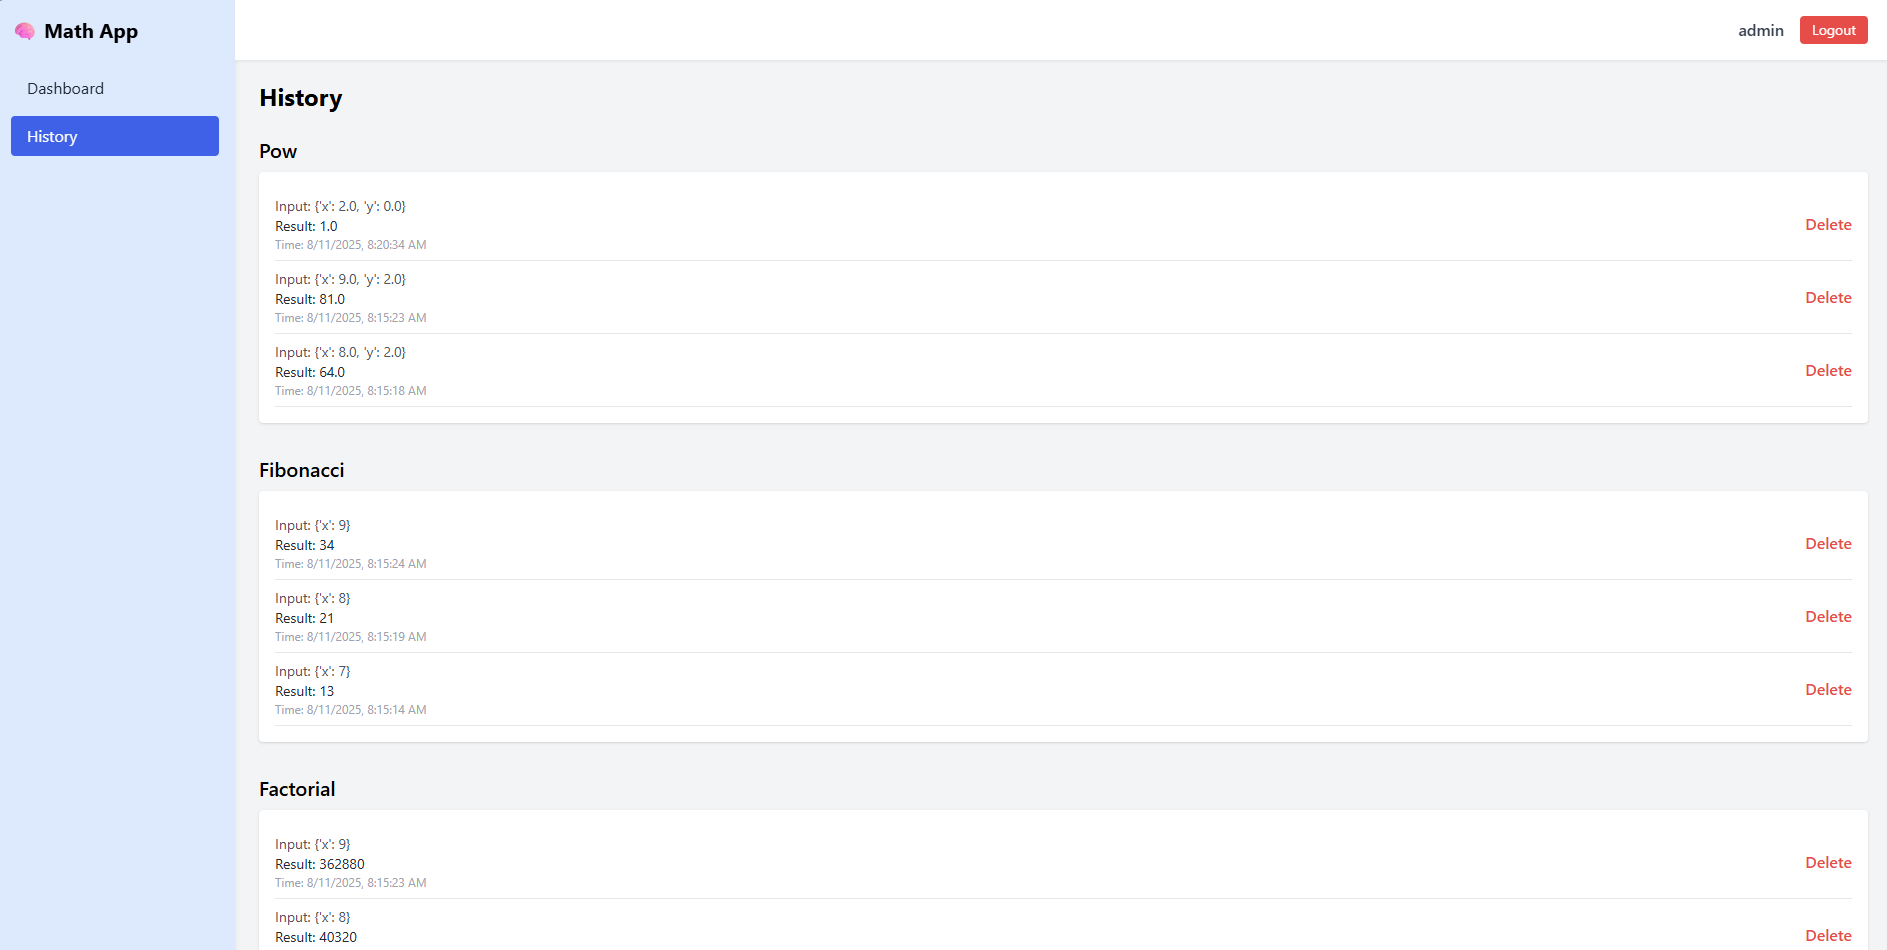 Math App
admin
Logout
Dashboard
History
History
Pow
Input: {'x': 2.0, 'y': 0.0}
Result: 1.0
Time: 8/11/2025, 8:20:34 AM
Delete
Input: {'x': 9.0, 'y': 2.0}
Result: 81.0
Time: 8/11/2025, 8:15:23 AM
Delete
Input: {'x': 8.0, 'y': 2.0}
Result: 64.0
Time: 8/11/2025, 8:15:18 AM
Delete
Fibonacci
Input: {'x': 9}
Result: 34
Time: 8/11/2025, 8:15:24 AM
Delete
Input: {'x': 8}
Result: 21
Time: 8/11/2025, 8:15:19 AM
Delete
Input: {'x': 7}
Result: 13
Time: 8/11/2025, 8:15:14 AM
Delete
Factorial
Input: {'x': 9}
Result: 362880
Time: 8/11/2025, 8:15:23 AM
Delete
Input: {'x': 8}
Result: 40320
Delete